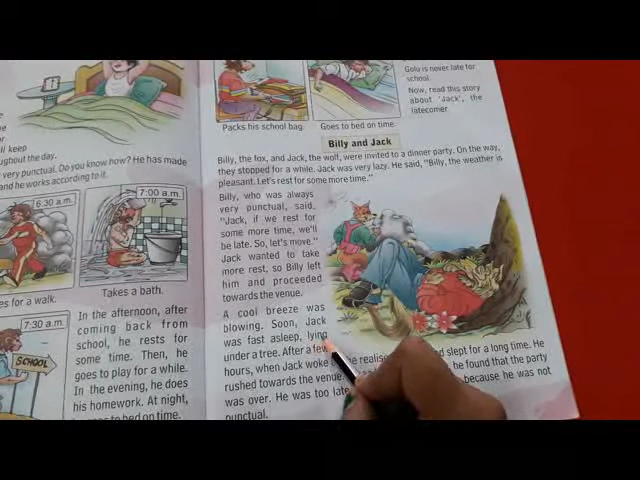 ll keep
ughout the day.
very punctual. Do you know how? He has made
and he works according to it.
6:30 a.m.
7:00 a.m.
es for a walk.
Takes a bath.
7:30 a.m.
SCHOOL
In the afternoon, after
coming back from
school, he rests for
some time. Then, he
goes to play for a while.
In the evening, he does
his homework. At night,
to bed on time.
Packs his school bag.
Goes to bed on time.
Golu is never late for
school.
Now, read this story
about 'Jack', the
latecomer.
Billy and Jack
Billy, the fox, and Jack, the wolf, were invited to a dinner party. On the way,
they stopped for a while. Jack was very lazy. He said, "Billy, the weather is
pleasant. Let's rest for some more time."
Billy, who was always
very punctual, said,
"Jack, if we rest for
some more time, we'll
be late. So, let's move."
Jack wanted to take
more rest, so Billy left
him and proceeded
towards the venue.
A cool breeze was
blowing. Soon, Jack
was fast asleep, lying
under a tree. After a few
hours, when Jack woke he realised slept for a long time. He
rushed towards the venue. he found that the party
was over. He was too late because he was not
punctual.